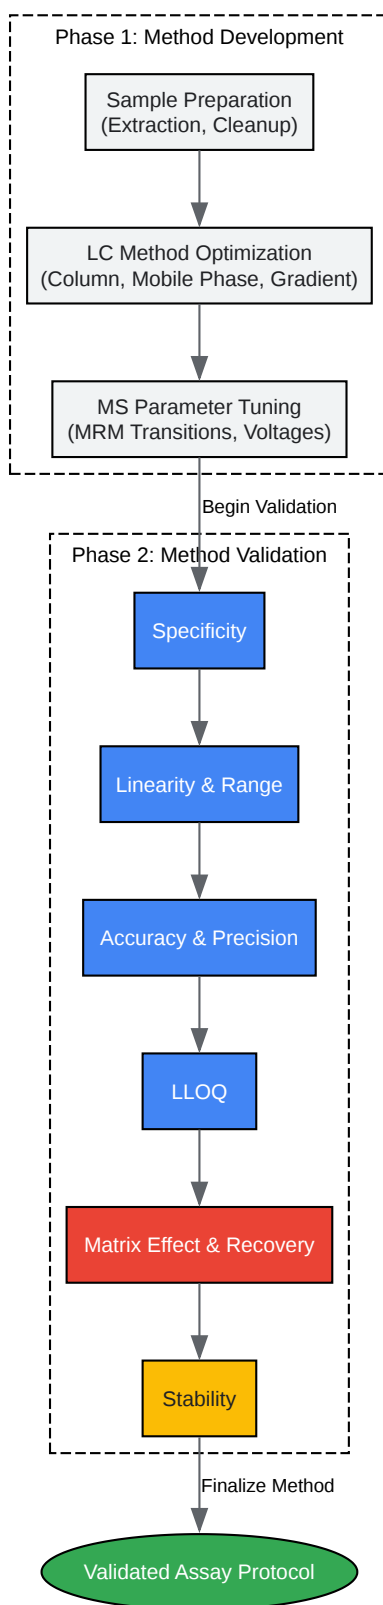 Phase 1: Method Development
Sample Preparation
(Extraction, Cleanup)
LC Method Optimization
(Column, Mobile Phase, Gradient)
MS Parameter Tuning
(MRM Transitions, Voltages)
Begin Validation
Phase 2: Method Validation
Specificity
Linearity & Range
Accuracy & Precision
LLOQ
Matrix Effect & Recovery
Stability
Finalize Method
Validated Assay Protocol